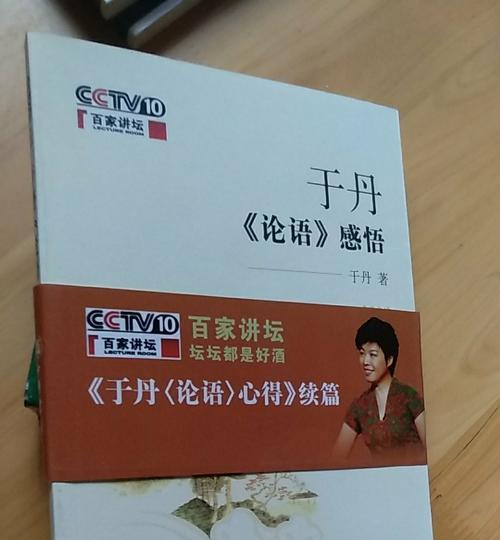 CCTV10
百家讲坛
LECTURE ROOM
于丹
《论语》感悟
于丹 著
CCTV10
百家讲坛
LECTURE ROOM
百家讲坛
坛坛都是好酒
《于丹〈论语〉心得》续篇